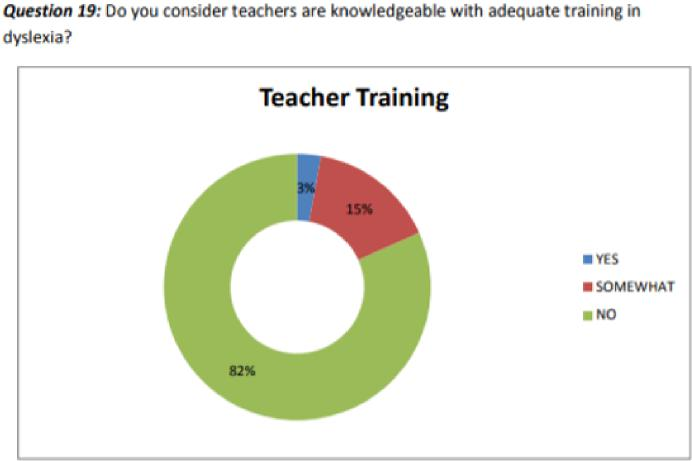 Question 19: Do you consider teachers are knowledgeable with adequate training in
dyslexia?
Teacher Training
3%
15%
YES
SOMEWHAT
NO
82%